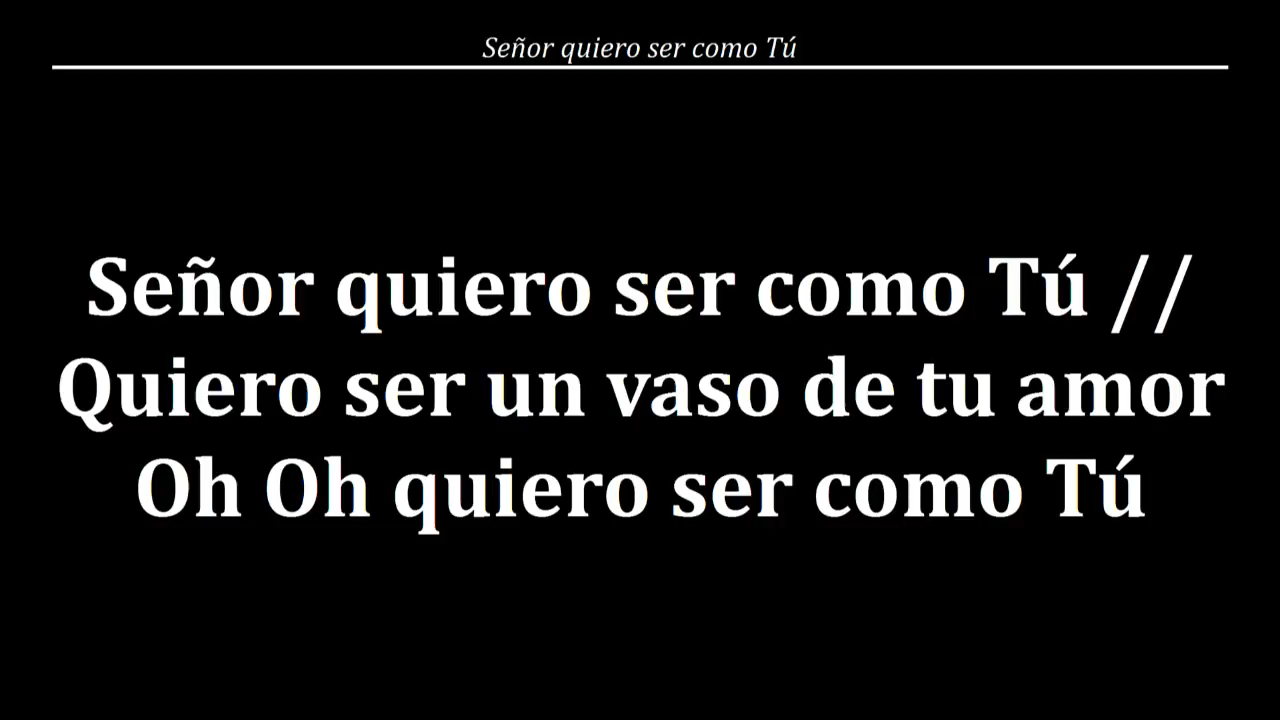 Señor quiero ser como Tú
Señor quiero ser como Tú //
Quiero ser un vaso de tu amor
Oh Oh quiero ser como Tú